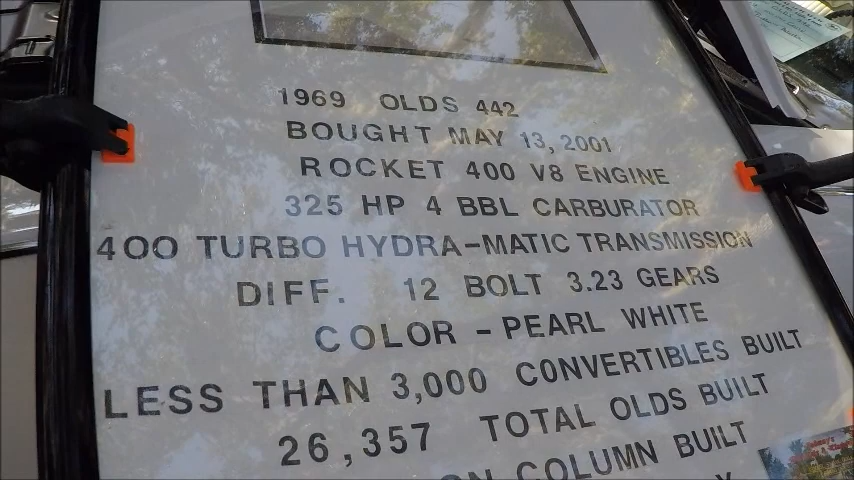 1969 OLDS 442
BOUGHT MAY 13, 2001
ROCKET 400 V8 ENGINE
325 HP 4 BBL CARBURATOR
400 TURBO HYDRA-MATIC TRANSMISSION
DIFF. 12 BOLT 3.23 GEARS
COLOR - PEARL WHITE
LESS THAN 3,000 CONVERTIBLES BUILT
26,357 TOTAL OLDS BUILT
COLUMN BUILT